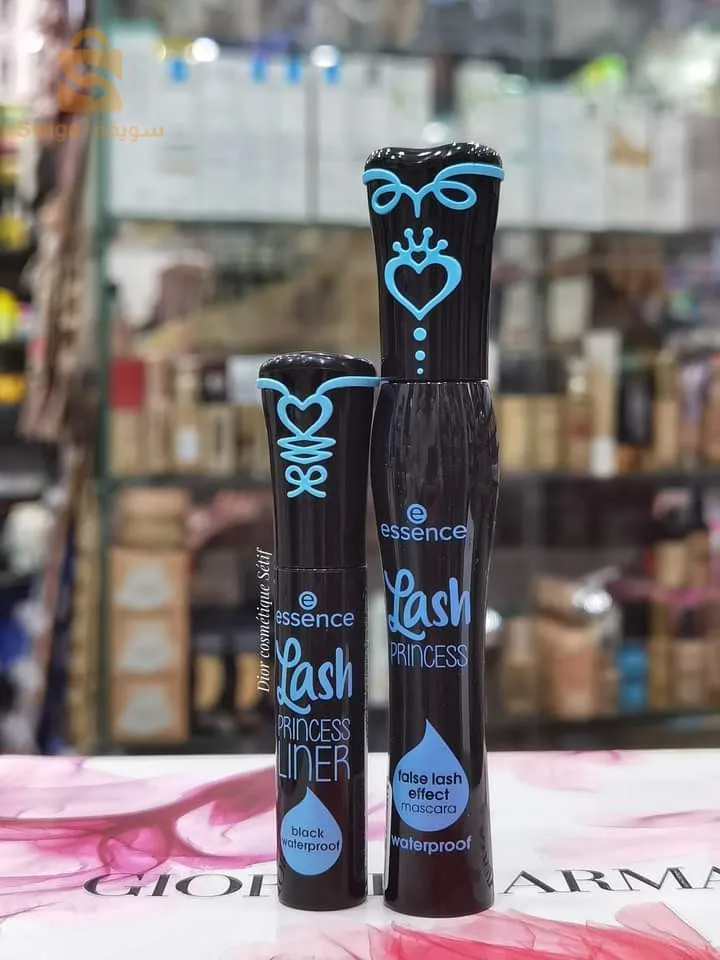 Swiga سويقة
essence
Lash
PRINCESS
false lash
effect
mascara
waterproof
essence
Lash
PRINCESS
LINER
black
waterproof
Dior cosmétique Sétif
GIOR ARMA